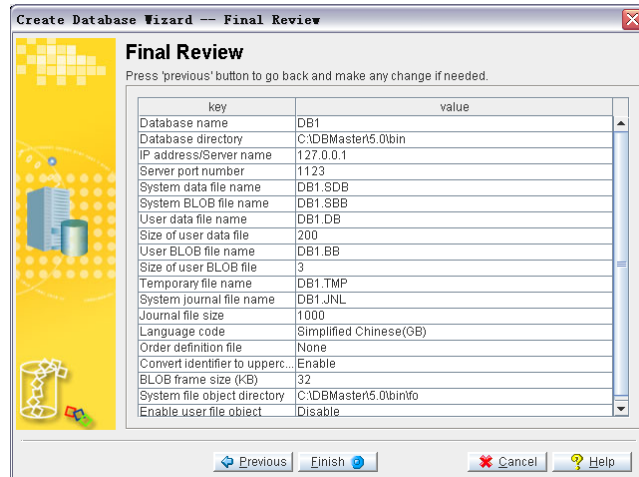 Create Database Wizard -- Final Review
Final Review
Press 'previous' button to go back and make any change if needed.
key value
Database name DB1
Database directory C:\DBMaster\5.0\bin
IP address/Server name 127.0.0.1
Server port number 1123
System data file name DB1.SDB
System BLOB file name DB1.SBB
User data file name DB1.DB
Size of user data file 200
User BLOB file name DB1.BB
Size of user BLOB file 3
Temporary file name DB1.TMP
System journal file name DB1.JNL
Journal file size 1000
Language code Simplified Chinese(GB)
Order definition file None
Convert identifier to upperc... Enable
BLOB frame size (KB) 32
System file object directory C:\DBMaster\5.0\bin\fo
Enable user file object Disable
Previous Finish Cancel Help